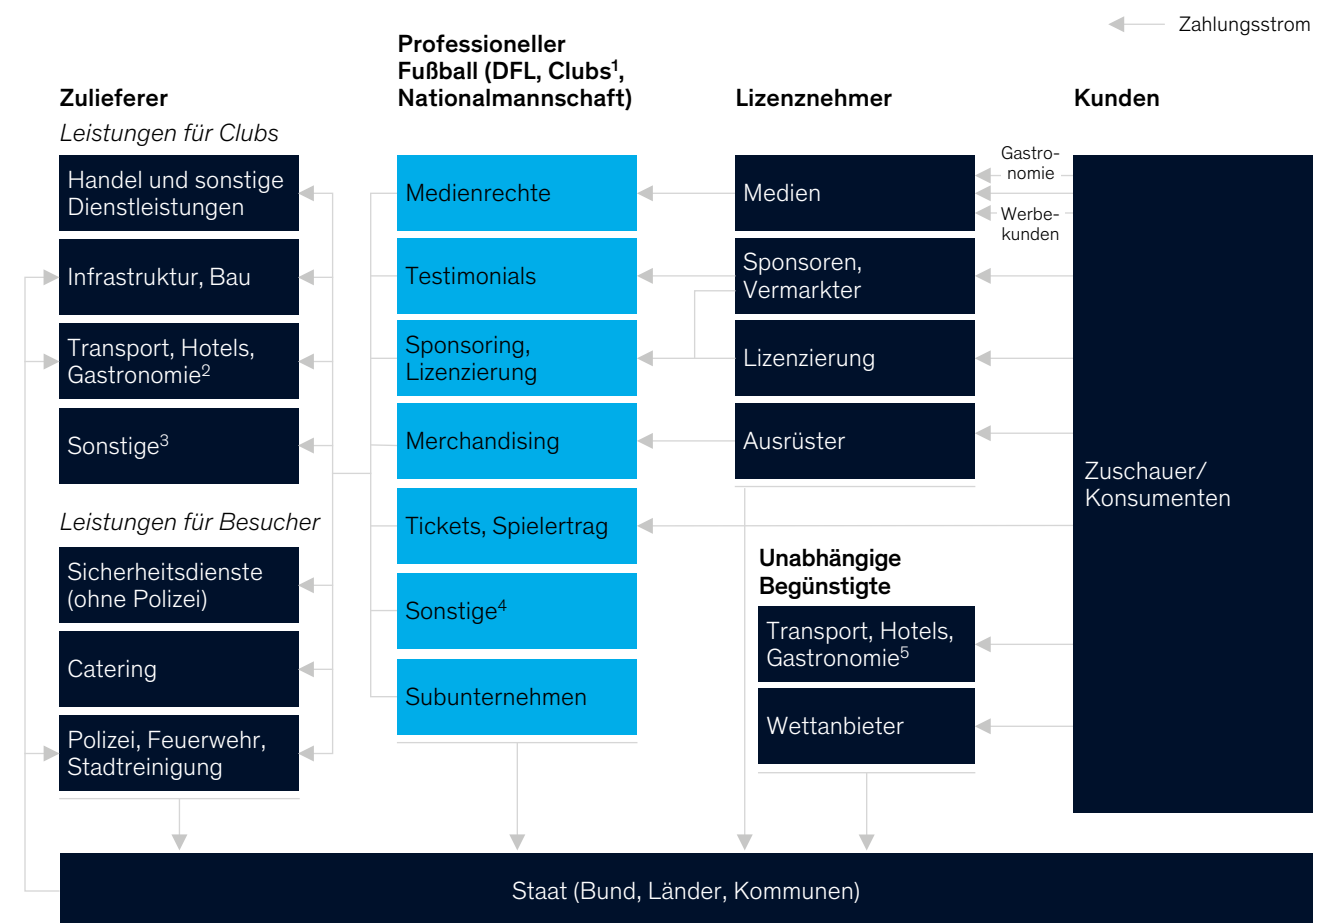 Zahlungsstrom
Zulieferer
Leistungen für Clubs
Handel und sonstige
Dienstleistungen
Infrastruktur, Bau
Transport, Hotels,
Gastronomie²
Sonstige³
Leistungen für Besucher
Sicherheitsdienste
(ohne Polizei)
Catering
Polizei, Feuerwehr,
Stadtreinigung
Professioneller
Fußball (DFL, Clubs¹,
Nationalmannschaft)
Medienrechte
Testimonials
Sponsoring,
Lizenzierung
Merchandising
Tickets, Spielertrag
Sonstige⁴
Subunternehmen
Lizenznehmer
Medien
Sponsoren,
Vermarkter
Lizenzierung
Ausrüster
Unabhängige
Begünstigte
Transport, Hotels,
Gastronomie⁵
Wettanbieter
Gastro-
nomie
Werbe-
kunden
Kunden
Zuschauer/
Konsumenten
Staat (Bund, Länder, Kommunen)